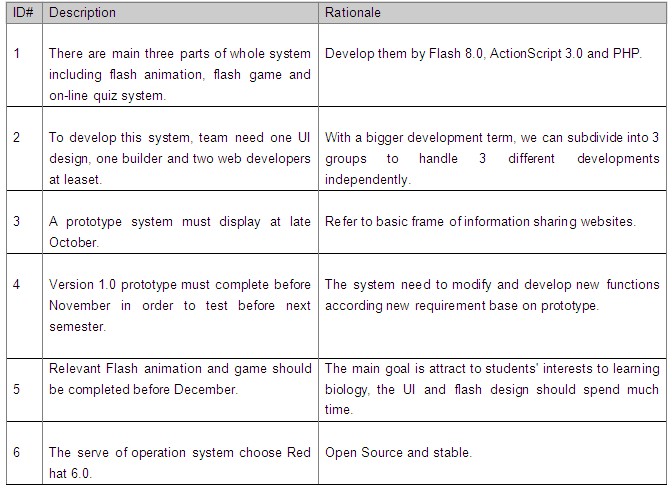 ID# Description Rationale
1 There are main three parts of whole system Develop them by Flash 8.0, ActionScript 3.0 and PHP.
including flash animation, flash game and
on-line quiz system.
2 To develop this system, team need one UI With a bigger development term, we can subdivide into 3
design, one builder and two web developers groups to handle 3 different developments
at leaset. independently.
3 A prototype system must display at late Refer to basic frame of information sharing websites.
October.
4 Version 1.0 prototype must complete before The system need to modify and develop new functions
November in order to test before next according new requirement base on prototype.
semester.
Relevant Flash animation and game should The main goal is attract to students' interests to learning
5 be completed before December. biology, the UI and flash design should spend much
time.
6 The serve of operation system choose Red Open Source and stable.
hat 6.0.